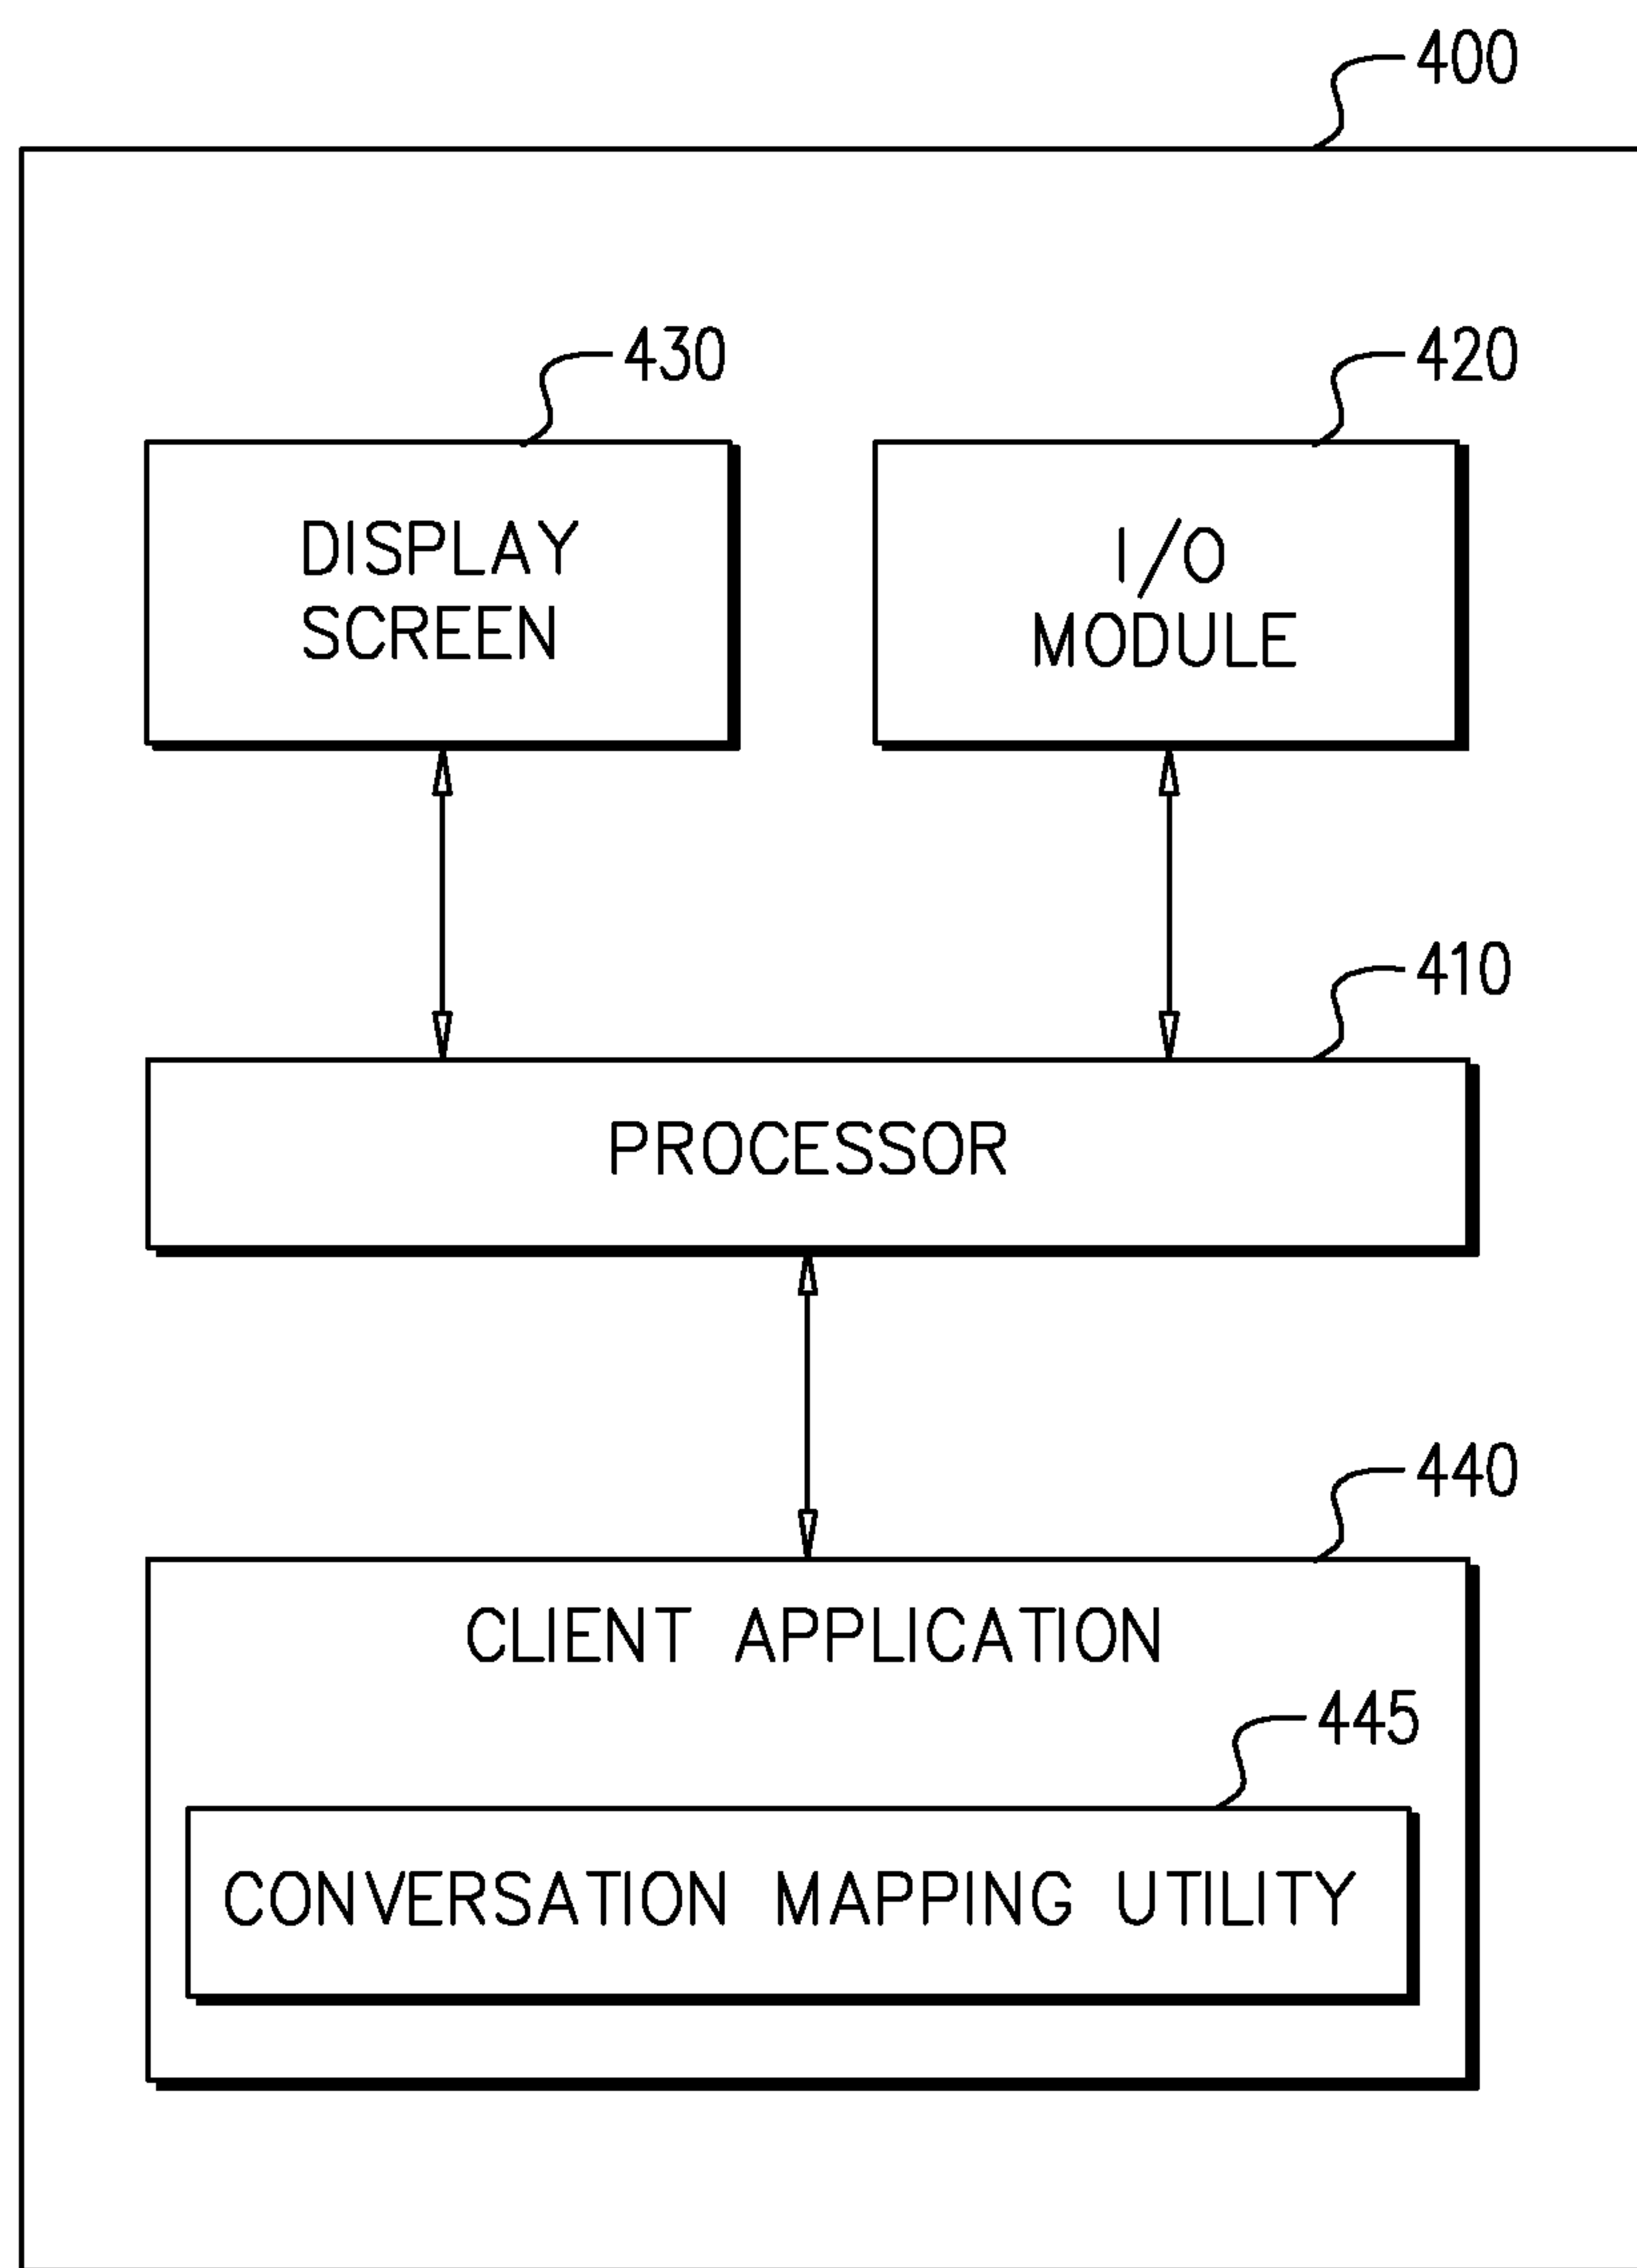 400
430
420
DISPLAY
SCREEN
I/O
MODULE
410
PROCESSOR
440
CLIENT APPLICATION
445
CONVERSATION MAPPING UTILITY